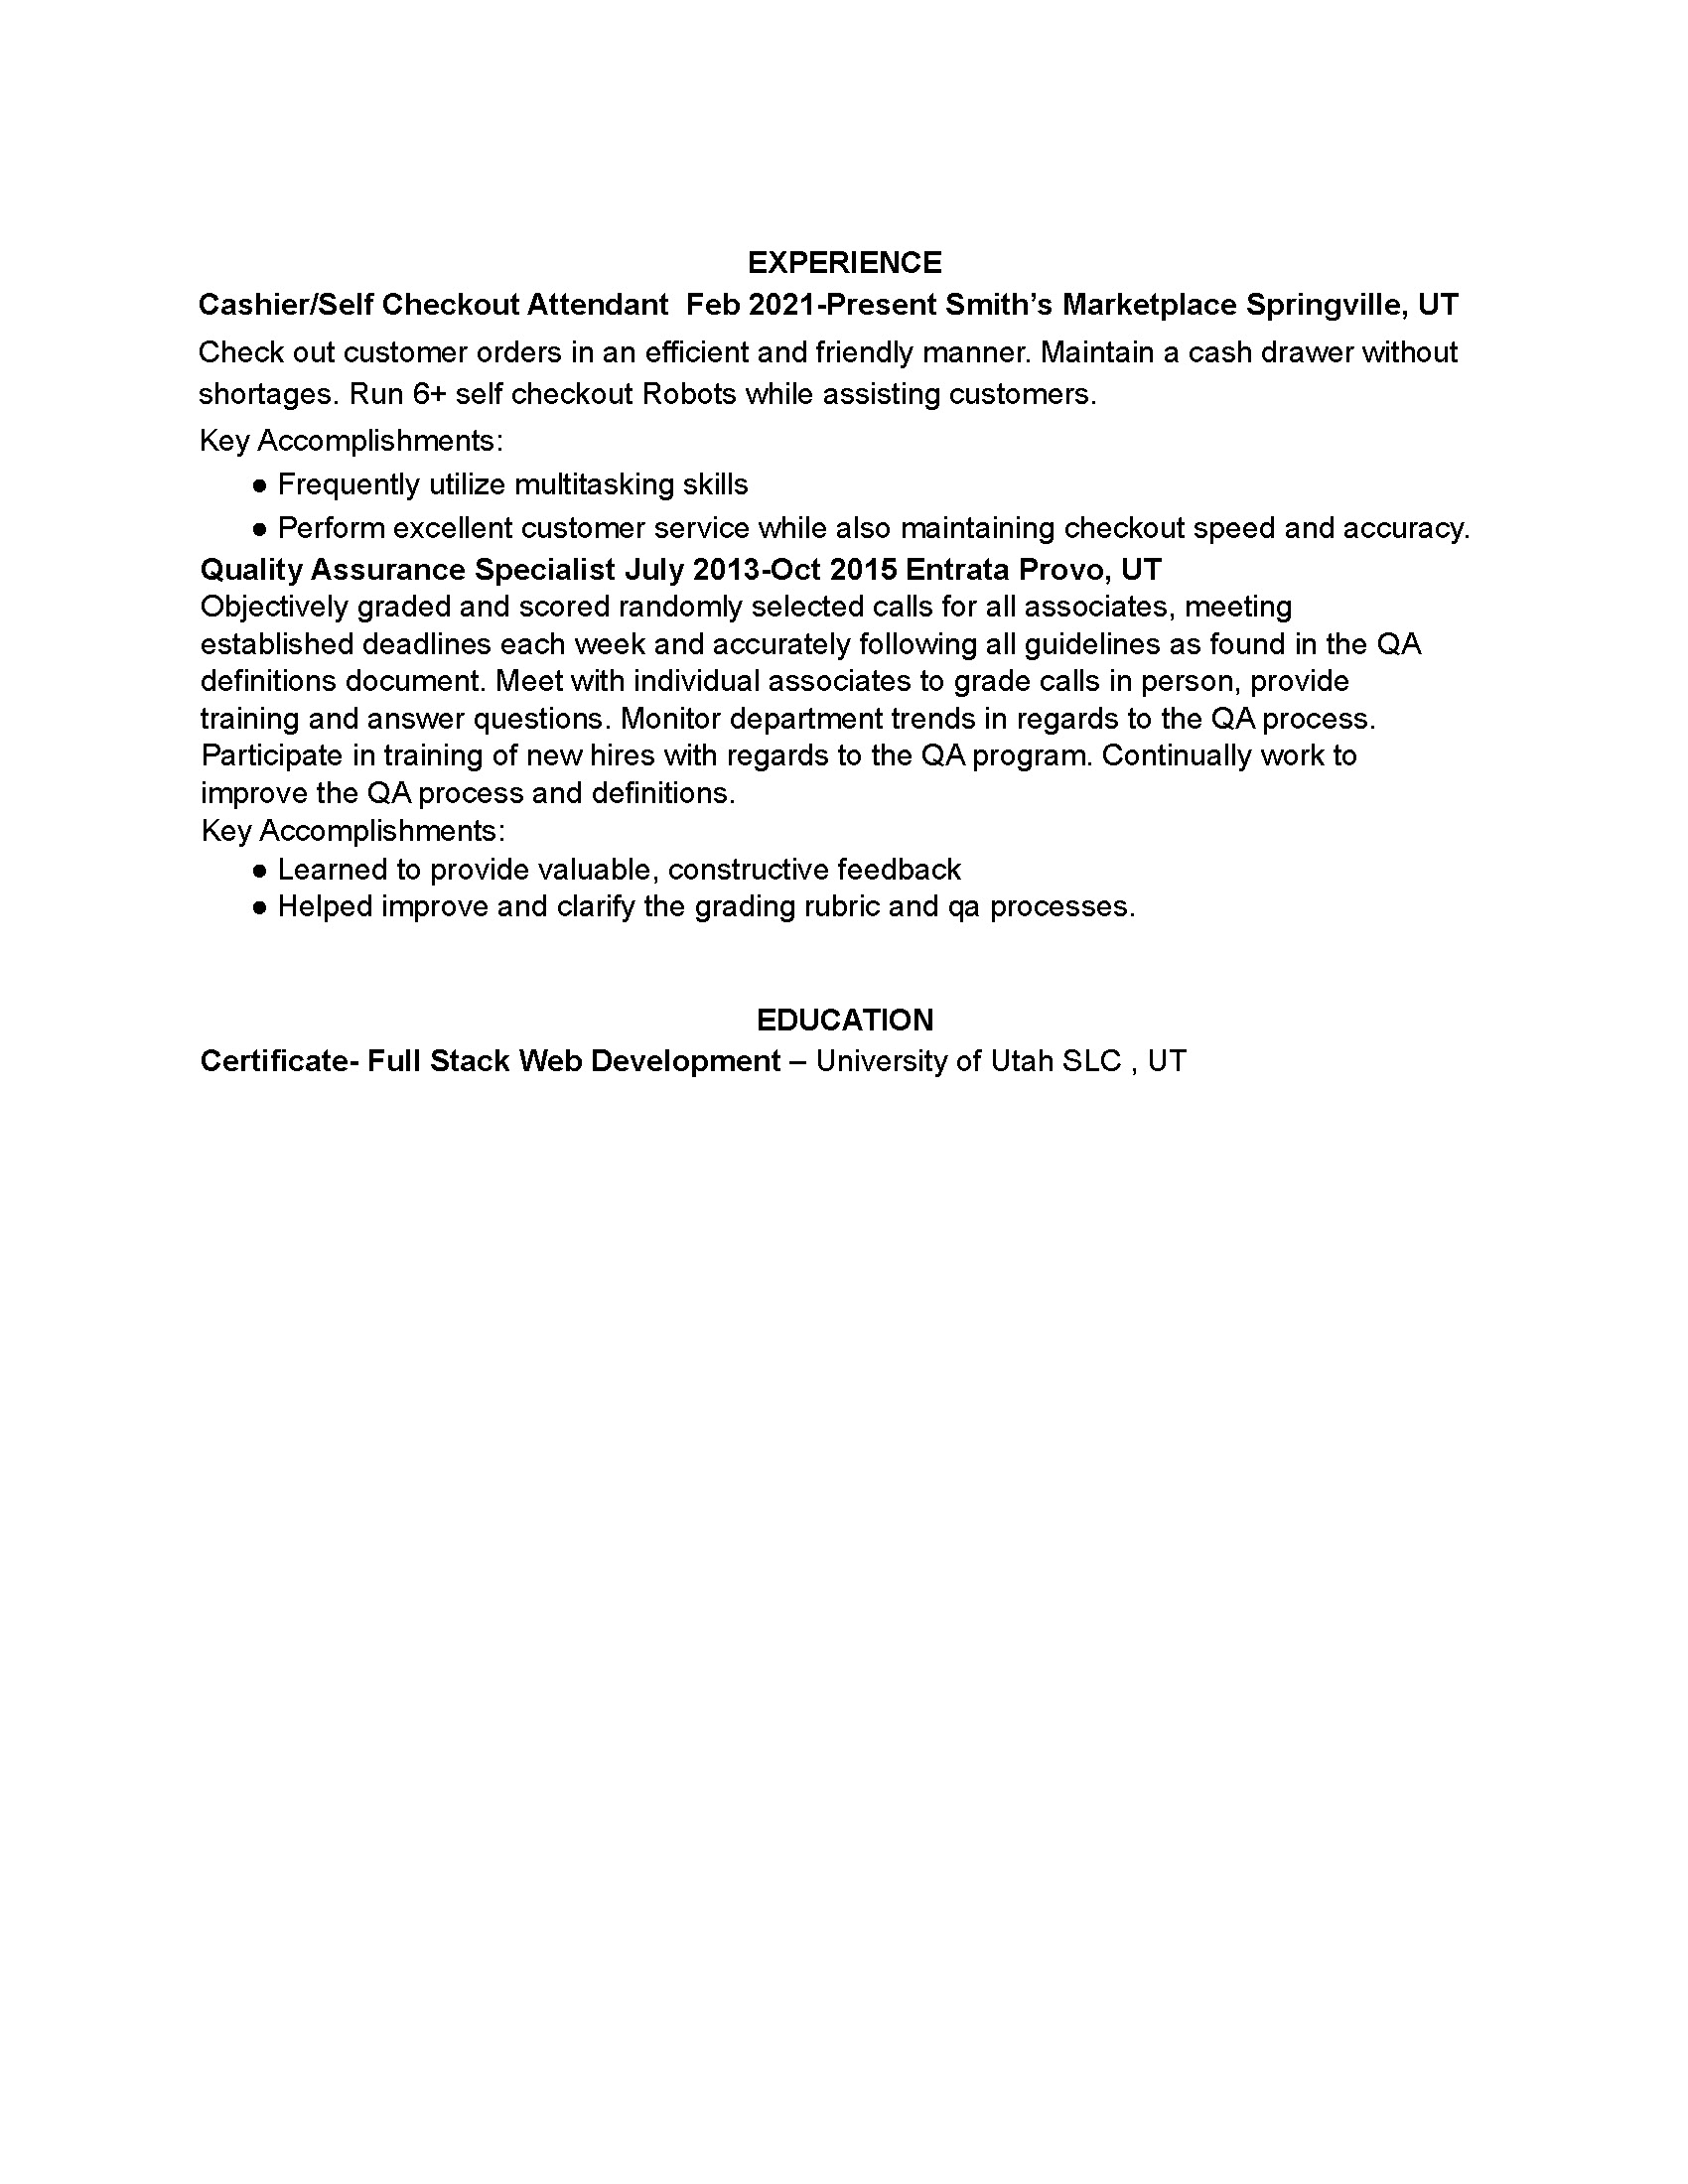 EXPERIENCE
Cashier/Self Checkout Attendant  Feb 2021-Present Smith’s Marketplace Springville, UT
Check out customer orders in an efficient and friendly manner. Maintain a cash drawer without
shortages. Run 6+ self checkout Robots while assisting customers.
Key Accomplishments:
● Frequently utilize multitasking skills
● Perform excellent customer service while also maintaining checkout speed and accuracy.
Quality Assurance Specialist July 2013-Oct 2015 Entrata Provo, UT
Objectively graded and scored randomly selected calls for all associates, meeting
established deadlines each week and accurately following all guidelines as found in the QA
definitions document. Meet with individual associates to grade calls in person, provide
training and answer questions. Monitor department trends in regards to the QA process.
Participate in training of new hires with regards to the QA program. Continually work to
improve the QA process and definitions.
Key Accomplishments:
● Learned to provide valuable, constructive feedback
● Helped improve and clarify the grading rubric and qa processes.
EDUCATION
Certificate- Full Stack Web Development – University of Utah SLC , UT